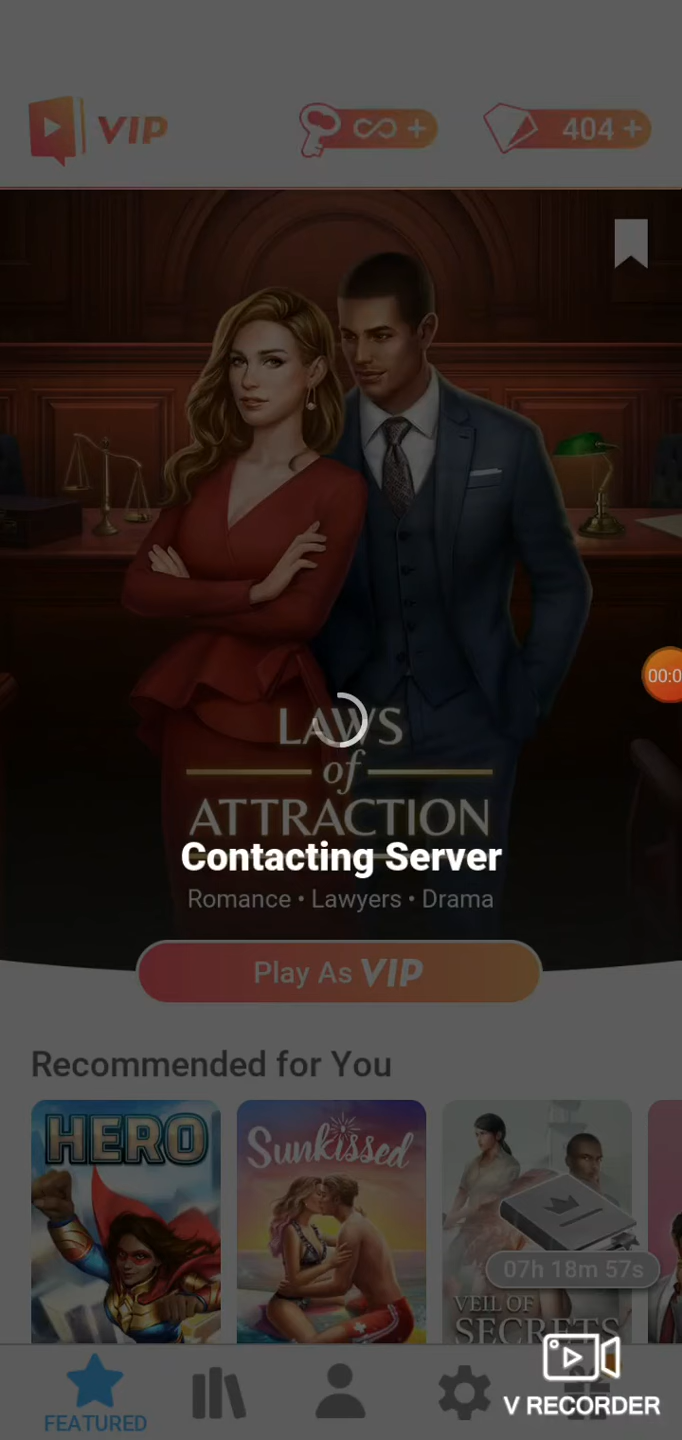 VIP
∞ +
404 +
00:0
LAWS
of
ATTRACTION
Contacting Server
Romance • Lawyers • Drama
Play As VIP
Recommended for You
HERO
Sunkissed
07h 18m 57s
VEIL OF
SECRETS
FEATURED
V RECORDER